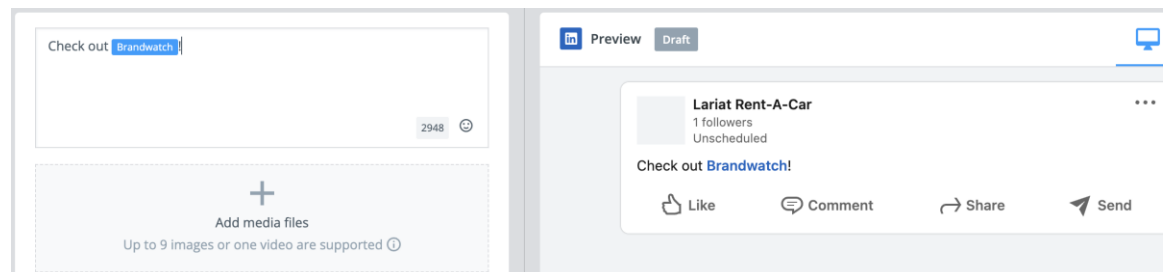 Check out Brandwatch!
2948
Add media files
Up to 9 images or one video are supported
in Preview Draft
Lariat Rent-A-Car
1 followers
Unscheduled
Check out Brandwatch!
Like Comment Share Send